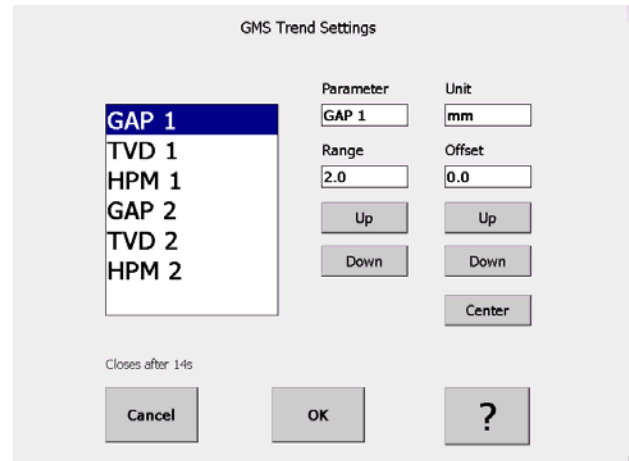 GMS Trend Settings
GAP 1
TVD 1
HPM 1
GAP 2
TVD 2
HPM 2
Parameter
GAP 1
Unit
mm
Range
2.0
Offset
0.0
Up
Up
Down
Down
Center
Closes after 14s
Cancel
OK
?